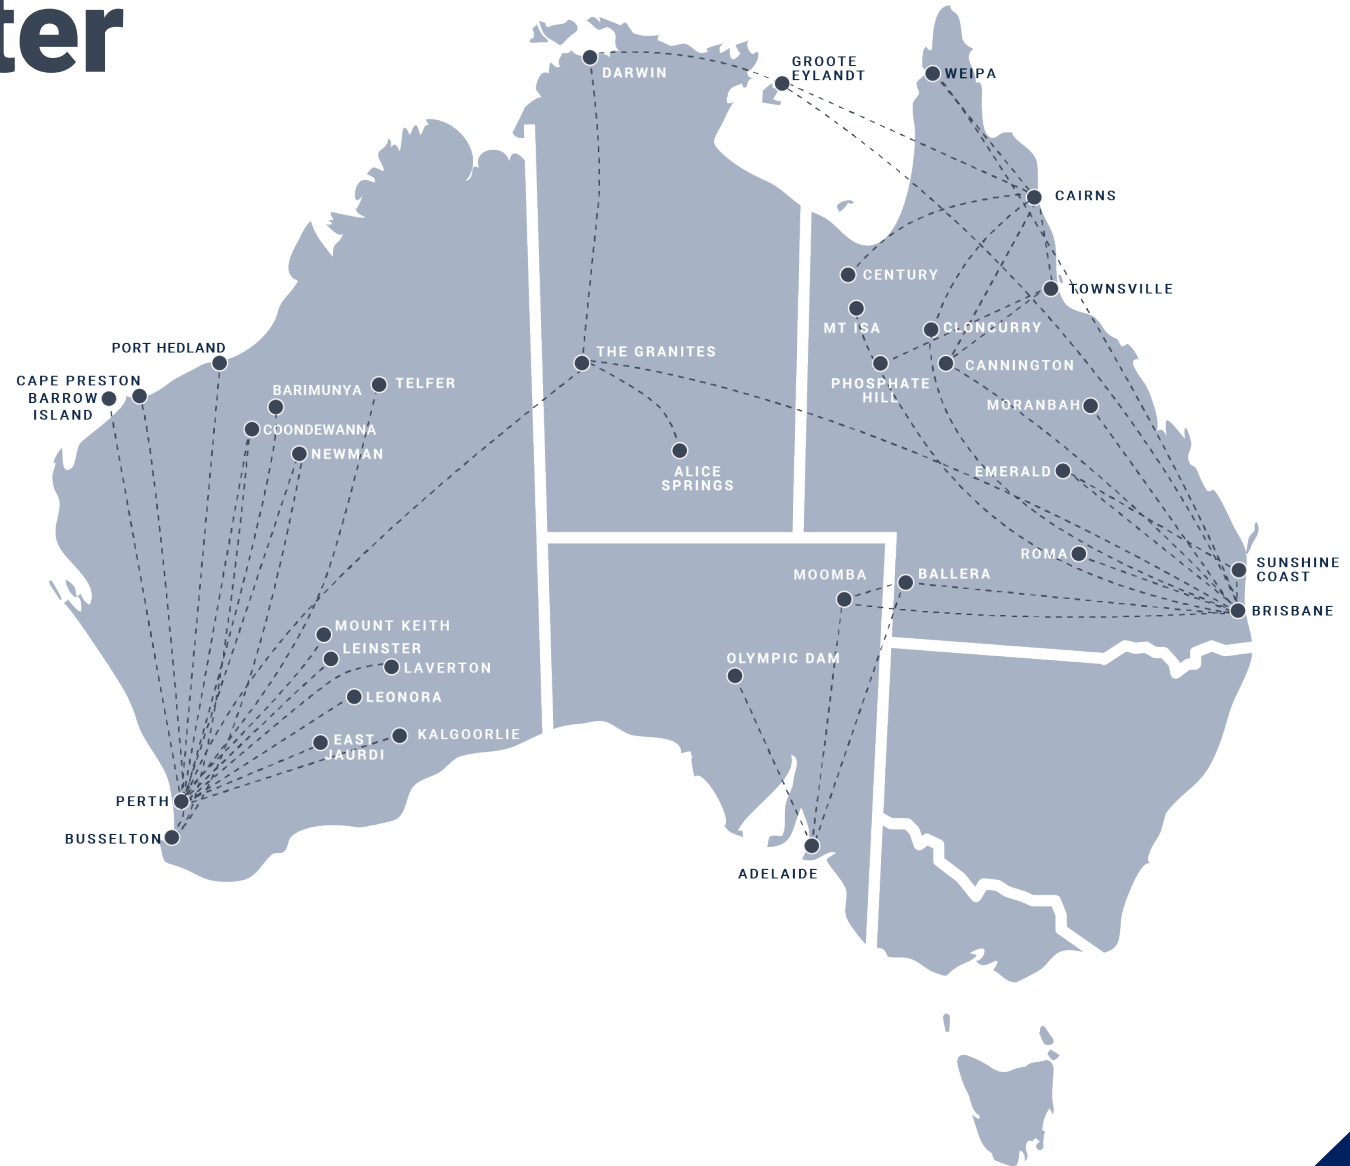 ter
GROOTE
EYLANDT
WEIPA
DARWIN
CAIRNS
CENTURY
TOWNSVILLE
MT ISA
CLONCURRY
PORT HEDLAND
THE GRANITES
CANNINGTON
CAPE PRESTON
BARROW
ISLAND
BARIMUNYA
TELFER
PHOSPHATE
HILL
MORANBAH
COONDEWANNA
NEWMAN
ALICE
SPRINGS
EMERALD
ROMA
SUNSHINE
COAST
MOOMBA
BALLERA
BRISBANE
MOUNT KEITH
LEINSTER
LAVERTON
OLYMPIC DAM
LEONORA
KALGOORLIE
EAST
JAURDI
PERTH
BUSSELTON
ADELAIDE